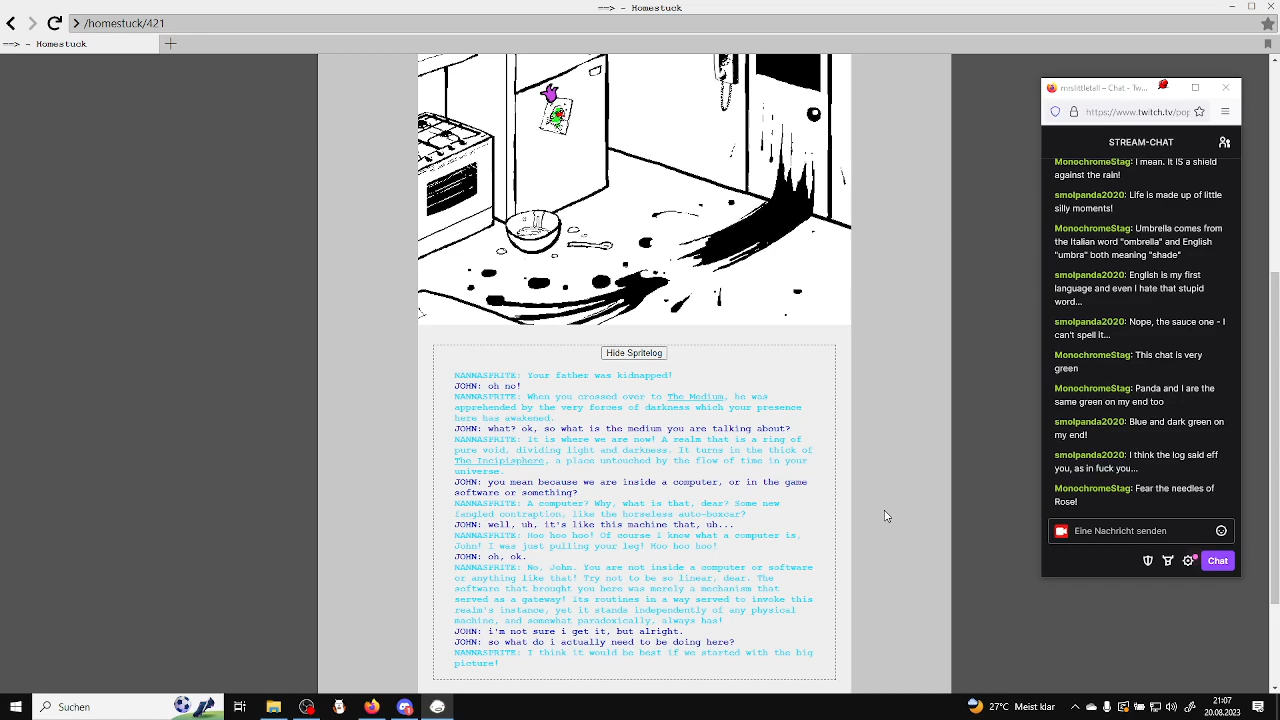 ==> - Homestuck
/homestuck/421
==> - Homestuck
Hide Spritelog
NANNASPRITE: Your father was kidnapped!
JOHN: oh no!
NANNASPRITE: When you crossed over to The Medium, he was
apprehended by the very forces of darkness which your presence
here has awakened.
JOHN: what? ok, so what is the medium you are talking about?
NANNASPRITE: It is where we are now! A realm that is a ring of
pure void, dividing light and darkness. It turns in the thick of
The Incipisphere, a place untouched by the flow of time in your
universe.
JOHN: you mean because we are inside a computer, or in the game
software or something?
NANNASPRITE: A computer? Why, what is that, dear? Some new
fangled contraption, like the horseless auto-boxcar?
JOHN: well, uh, it's like this machine that, uh...
NANNASPRITE: Hoo hoo hoo! Of course I know what a computer is,
John! I was just pulling your leg! Hoo hoo hoo!
JOHN: oh, ok.
NANNASPRITE: No, John. You are not inside a computer or software
or anything like that! Try not to be so linear, dear. The
software that brought you here was merely a mechanism that
served as a gateway! Its routines in a way served to invoke this
realm's instance, yet it stands independently of any physical
machine, and somewhat paradoxically, always has!
JOHN: i'm not sure i get it, but alright.
JOHN: so what do i actually need to be doing here?
NANNASPRITE: I think it would be best if we started with the big
picture!
mrslittletall – Chat - Tw...
https://www.twitch.tv/pop
STREAM-CHAT
MonochromeStag: I mean. It IS a shield
against the rain!
smolpanda2020: Life is made up of little
silly moments!
MonochromeStag: Umbrella comes from
the Italian word "ombrella" and English
"umbra" both meaning "shade"
smolpanda2020: English is my first
language and even I hate that stupid
word...
smolpanda2020: Nope, the sauce one - I
can't spell it...
MonochromeStag: This chat is very
green
MonochromeStag: Panda and I are the
same green on my end too
smolpanda2020: Blue and dark green on
my end!
smolpanda2020: I think the log said eff
you, as in fuck you...
MonochromeStag: Fear the needles of
Rose!
Eine Nachricht senden
Chat
Suchen
27°C Meist klar
21:07
20.08.2023